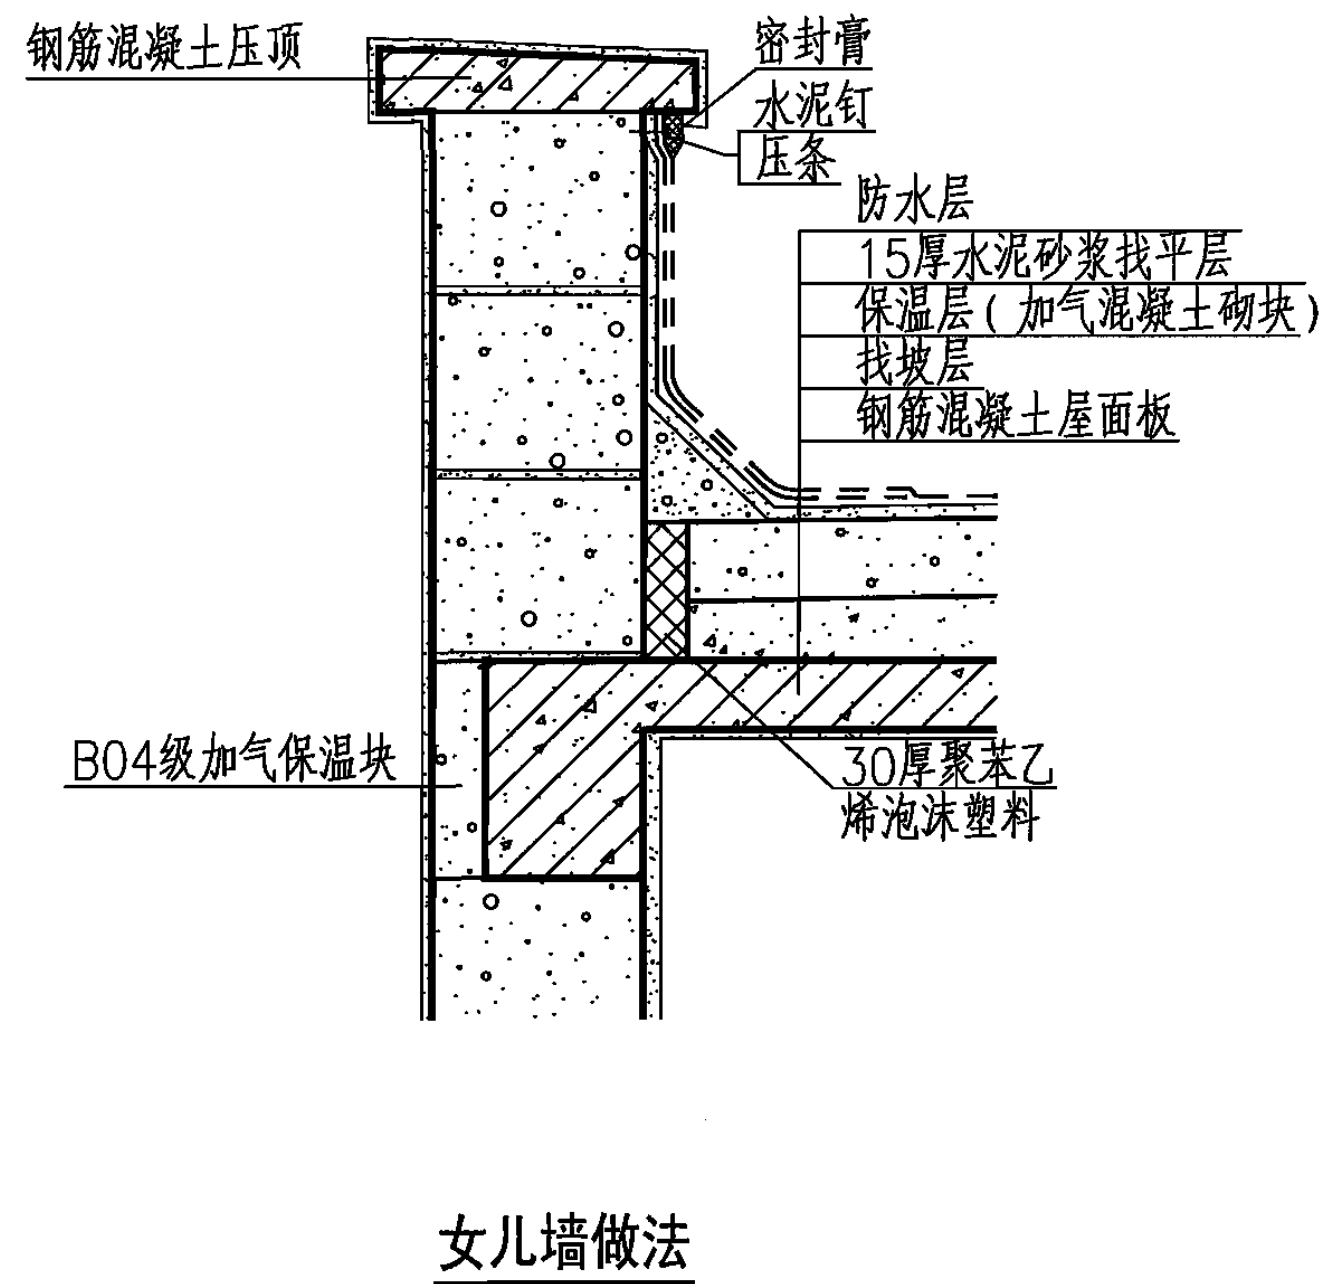 钢筋混凝土压顶
密封膏
水泥钉
压条
防水层
15厚水泥砂浆找平层
保温层(加气混凝土砌块)
找坡层
钢筋混凝土屋面板
B04级加气保温块
30厚聚苯乙
烯泡沫塑料
女儿墙做法